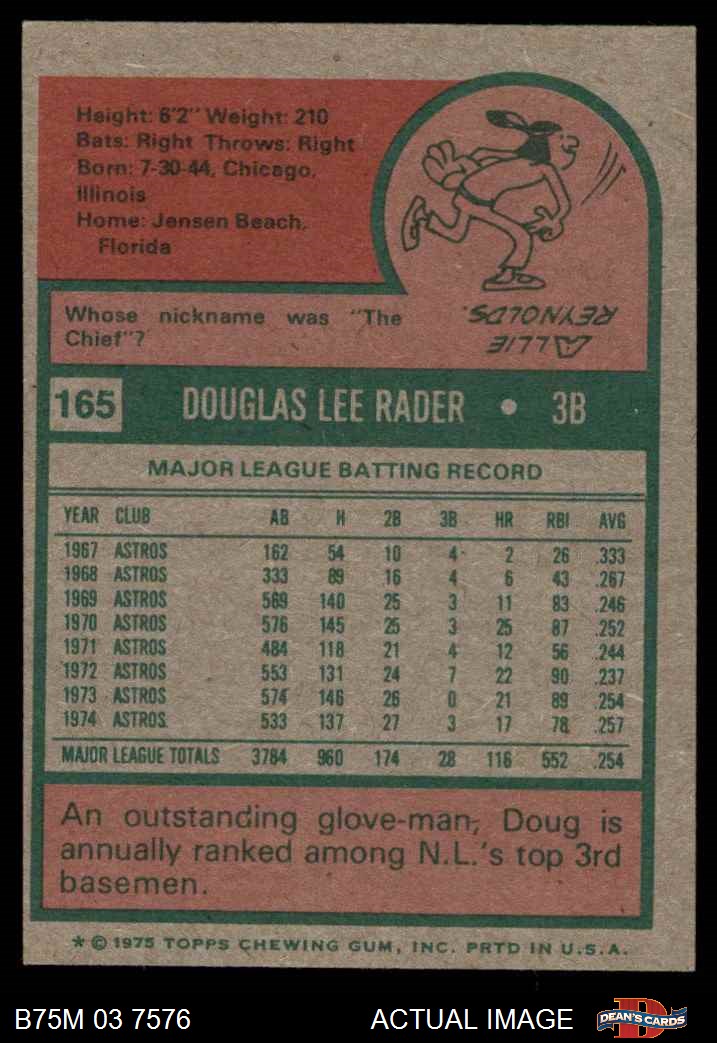 Height: 6'2" Weight: 210
Bats: Right Throws: Right
Born: 7-30-44, Chicago,
Illinois
Home: Jensen Beach,
Florida
Whose nickname was "The
Chief"?
ALLIE
REYNOLDS.
165 DOUGLAS LEE RADER • 3B
MAJOR LEAGUE BATTING RECORD
YEAR CLUB AB H 2B 3B HR RBI AVG
1967 ASTROS 162 54 10 4 2 26 .333
1968 ASTROS 333 89 16 4 6 43 .267
1969 ASTROS 569 140 25 3 11 83 .246
1970 ASTROS 576 145 25 3 25 87 .252
1971 ASTROS 484 118 21 4 12 56 .244
1972 ASTROS 553 131 24 7 22 90 .237
1973 ASTROS 574 146 26 0 21 89 .254
1974 ASTROS 533 137 27 3 17 78 .257
MAJOR LEAGUE TOTALS 3784 960 174 28 116 552 .254
An outstanding glove-man, Doug is
annually ranked among N.L.'s top 3rd
basemen.
* © 1975 TOPPS CHEWING GUM, INC. PRTD IN U.S.A.
B75M 03 7576 ACTUAL IMAGE D DEAN'S CARDS